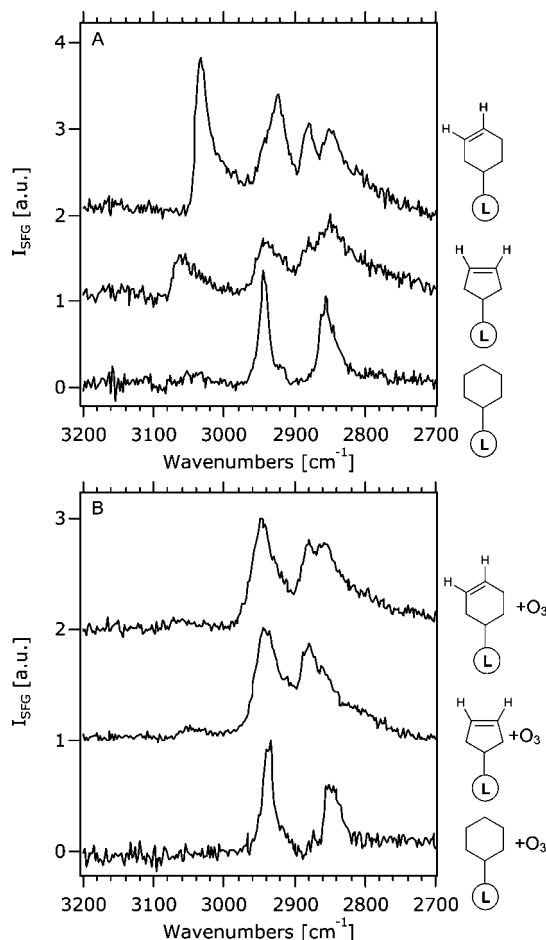 A
4
3
2
1
0
I_SFG [a.u.]
3200 3100 3000 2900 2800 2700
Wavenumbers [cm⁻¹]
H
H
L
H H
L
L
B
3
2
1
0
I_SFG [a.u.]
3200 3100 3000 2900 2800 2700
Wavenumbers [cm⁻¹]
H
H
+O₃
L
H H
+O₃
L
+O₃
L